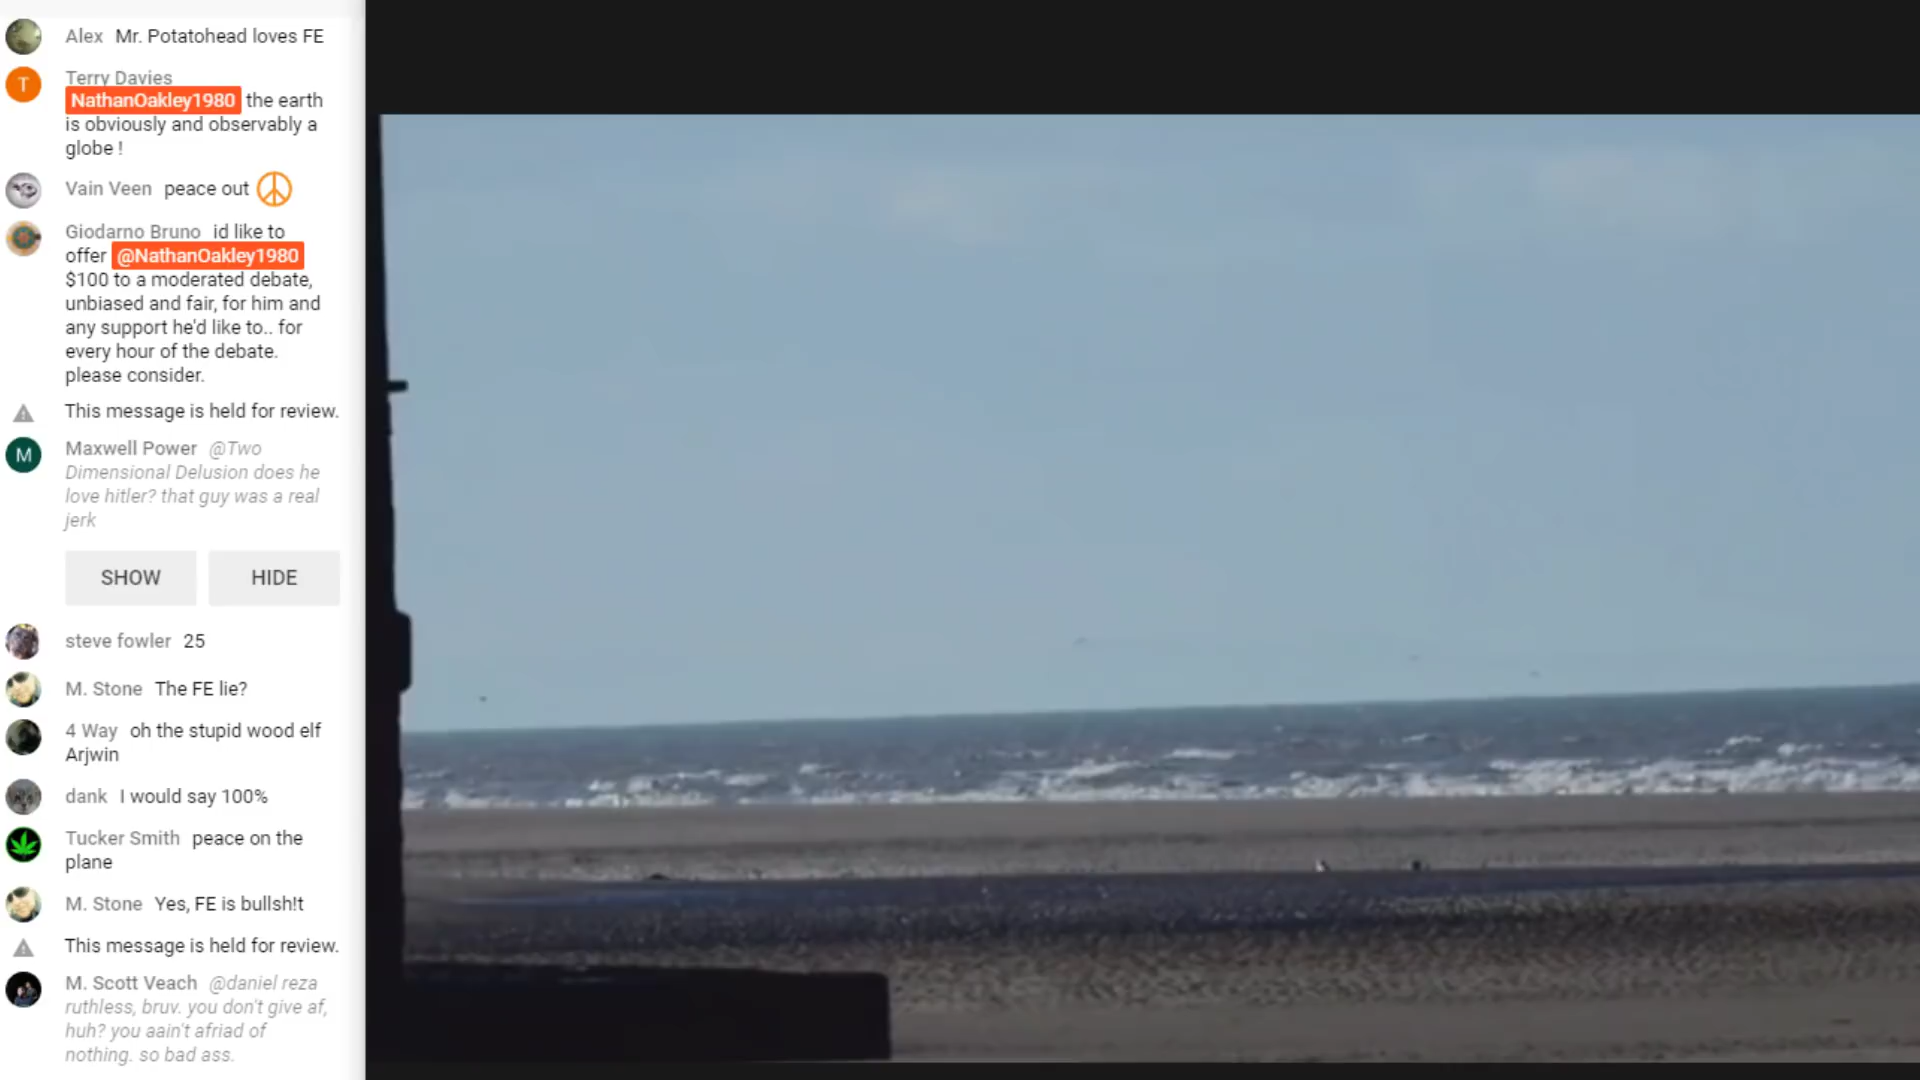 Alex Mr. Potatohead loves FE
T
Terry Davies
NathanOakley1980 the earth
is obviously and observably a
globe !
Vain Veen peace out
Giodarno Bruno id like to
offer @NathanOakley1980
$100 to a moderated debate,
unbiased and fair, for him and
any support he'd like to.. for
every hour of the debate.
please consider.
This message is held for review.
M
Maxwell Power @Two
Dimensional Delusion does he
love hitler? that guy was a real
jerk
SHOW HIDE
steve fowler 25
M. Stone The FE lie?
4 Way oh the stupid wood elf
Arjwin
dank I would say 100%
Tucker Smith peace on the
plane
M. Stone Yes, FE is bullsh!t
This message is held for review.
M. Scott Veach @daniel reza
ruthless, bruv. you don't give af,
huh? you aain't afriad of
nothing. so bad ass.